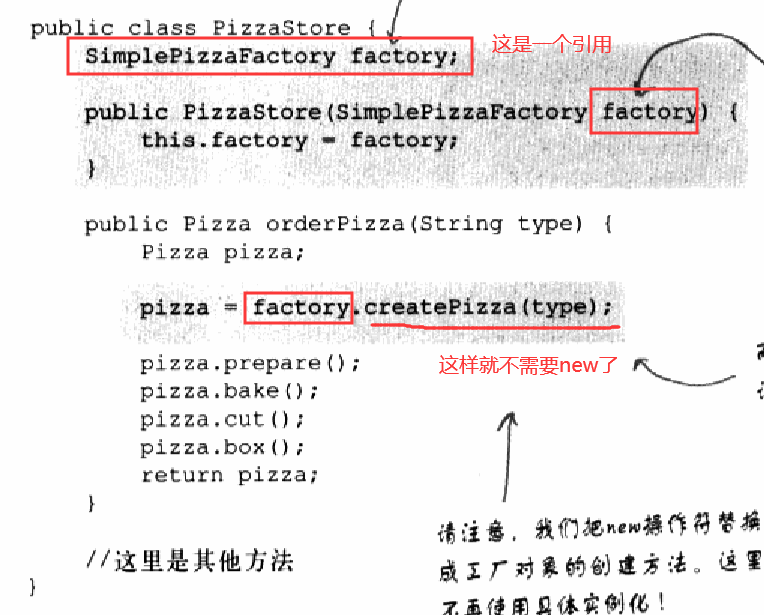 public class PizzaStore {
SimplePizzaFactory factory;
这是一个引用
public PizzaStore(SimplePizzaFactory factory) {
this.factory = factory;
}
public Pizza orderPizza(String type) {
Pizza pizza;
pizza = factory.createPizza(type);
pizza.prepare();
这样就不需要new了
pizza.bake();
pizza.cut();
pizza.box();
return pizza;
}
请注意，我们把new操作符替换
//这里是其他方法
成工厂对象的创建方法。这里
}
不再使用具体实例化！